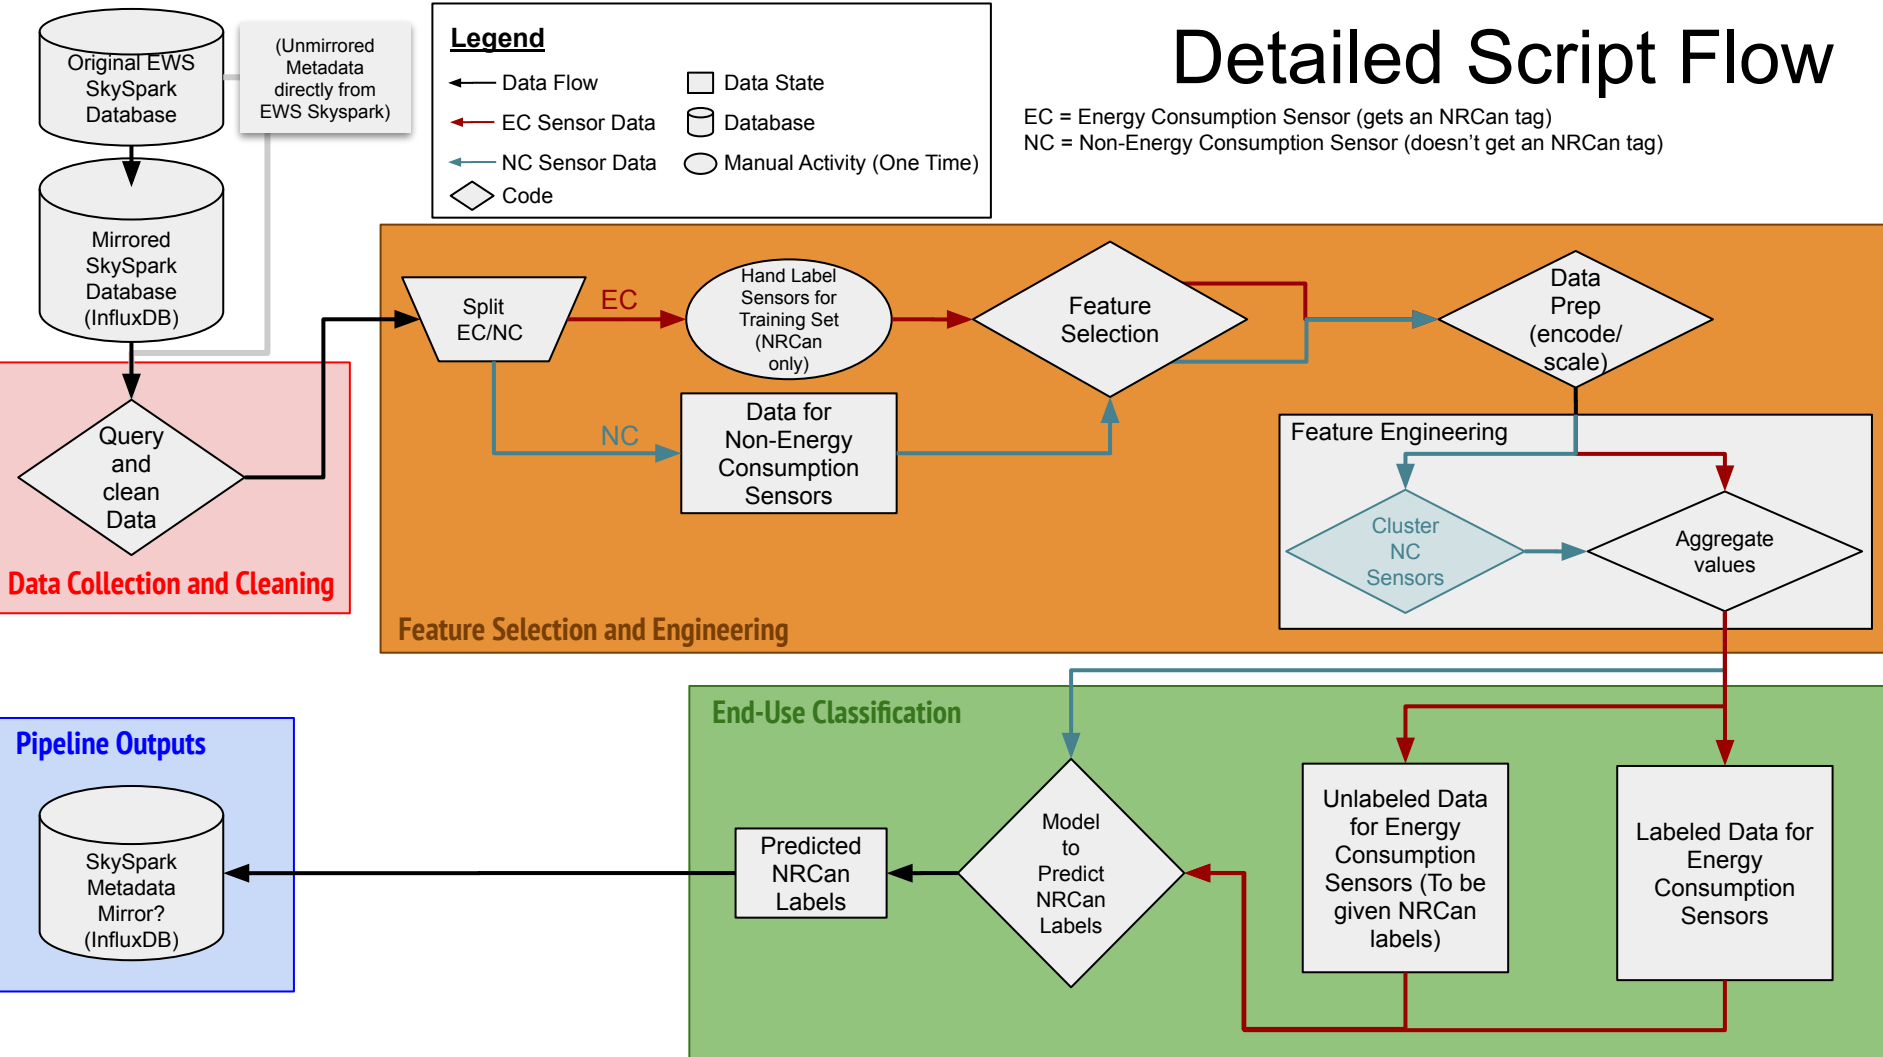 Detailed Script Flow
EC = Energy Consumption Sensor (gets an NRCan tag)
NC = Non-Energy Consumption Sensor (doesn't get an NRCan tag)
Legend
Data Flow
EC Sensor Data
NC Sensor Data
Code
Data State
Database
Manual Activity (One Time)
Original EWS
SkySpark
Database
(Unmirrored
Metadata
directly from
EWS Skyspark)
Mirrored
SkySpark
Database
(InfluxDB)
Query
and
clean
Data
Data Collection and Cleaning
Split
EC/NC
EC
NC
Hand Label
Sensors for
Training Set
(NRCan
only)
Data for
Non-Energy
Consumption
Sensors
Feature
Selection
Data
Prep
(encode/
scale)
Feature Engineering
Cluster
NC
Sensors
Aggregate
values
Feature Selection and Engineering
End-Use Classification
Labeled Data for
Energy
Consumption
Sensors
Unlabeled Data
for Energy
Consumption
Sensors (To be
given NRCan
labels)
Model
to
Predict
NRCan
Labels
Predicted
NRCan
Labels
Pipeline Outputs
SkySpark
Metadata
Mirror?
(InfluxDB)